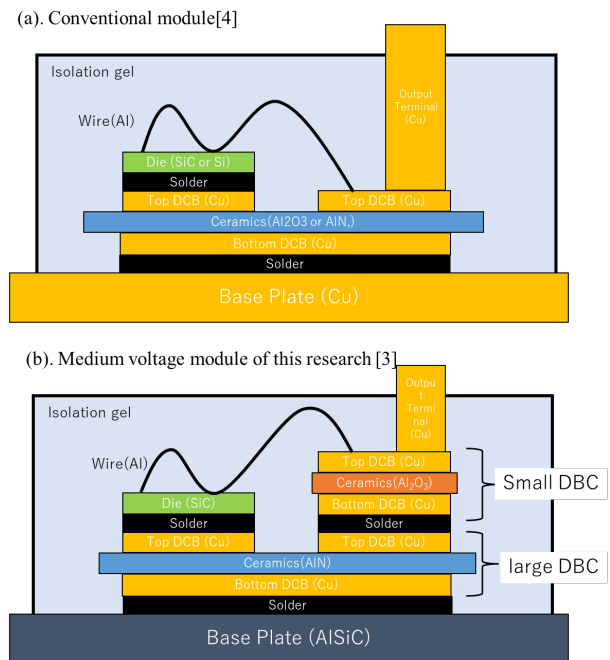 (a). Conventional module[4]
Isolation gel
Output
Terminal
(Cu)
Wire(Al)
Die (SiC or Si)
Solder
Top DCB (Cu)
Top DCB (Cu)
Ceramics(Al2O3 or AlN,)
Bottom DCB (Cu)
Solder
Base Plate (Cu)
(b). Medium voltage module of this research [3]
Isolation gel
Outpu
t
Termi
nal
(Cu)
Wire(Al)
Top DCB (Cu)
Ceramics(Al₂O₃)
Bottom DCB (Cu)
Solder
Small DBC
Die (SiC)
Solder
Top DCB (Cu)
Top DCB (Cu)
Ceramics(AlN)
Bottom DCB (Cu)
large DBC
Solder
Base Plate (AlSiC)